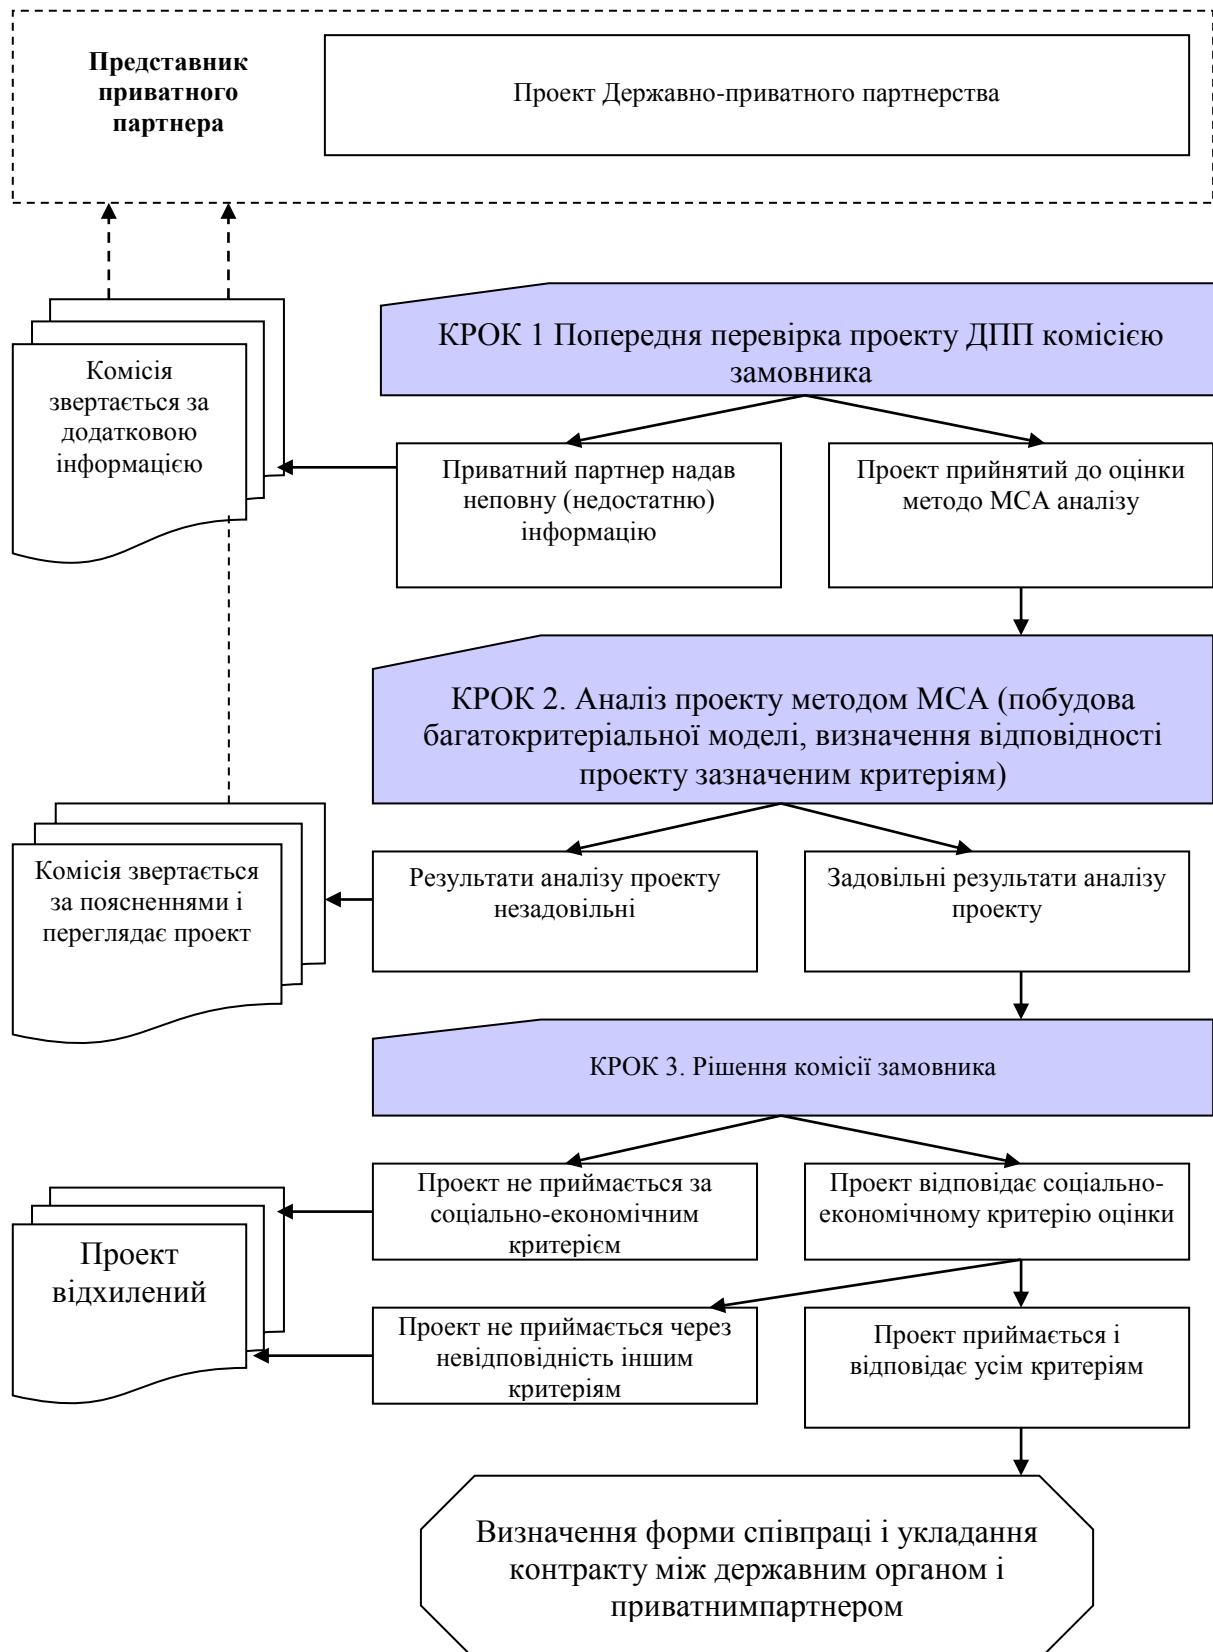 Представник
приватного
партнера
Проект Державно-приватного партнерства
КРОК 1 Попередня перевірка проекту ДПП комісією
замовника
Комісія
звертається за
додатковою
інформацією
Приватний партнер надав
неповну (недостатню)
інформацію
Проект прийнятий до оцінки
методо МСА аналізу
КРОК 2. Аналіз проекту методом МСА (побудова
багатокритеріальної моделі, визначення відповідності
проекту зазначеним критеріям)
Комісія звертається
за поясненнями і
переглядає проект
Результати аналізу проекту
незадовільні
Задовільні результати аналізу
проекту
КРОК 3. Рішення комісії замовника
Проект не приймається за
соціально-економічним
критерієм
Проект відповідає соціально-
економічному критерію оцінки
Проект
відхилений
Проект не приймається через
невідповідність іншим
критеріям
Проект приймається і
відповідає усім критеріям
Визначення форми співпраці і укладання
контракту між державним органом і
приватнимпартнером